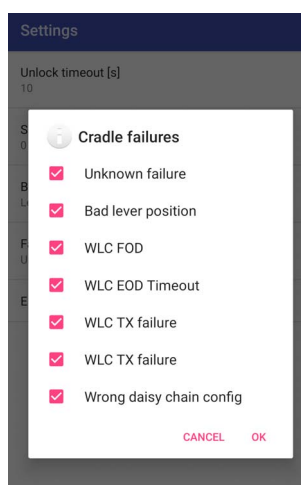 Settings
Unlock timeout [s]
10
S
0
Cradle failures
Unknown failure
B
Bad lever position
WLC FOD
F
U
WLC EOD Timeout
E
WLC TX failure
WLC TX failure
Wrong daisy chain config
CANCEL OK